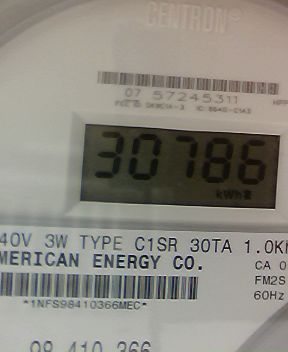 CENTRON®
07 57245311
30786
kWh
40V 3W TYPE C1SR 30TA 1.0K
MERICAN ENERGY CO.
CA 0
FM2S
*1NFS98410366MEC*
60Hz
98 410 366